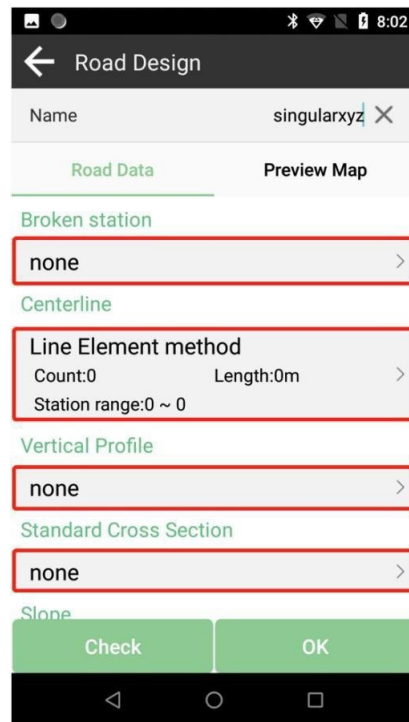 8:02
Road Design
Name singularxyz
Road Data Preview Map
Broken station
none
Centerline
Line Element method
Count:0 Length:0m
Station range:0 ~ 0
Vertical Profile
none
Standard Cross Section
none
Slope
Check OK